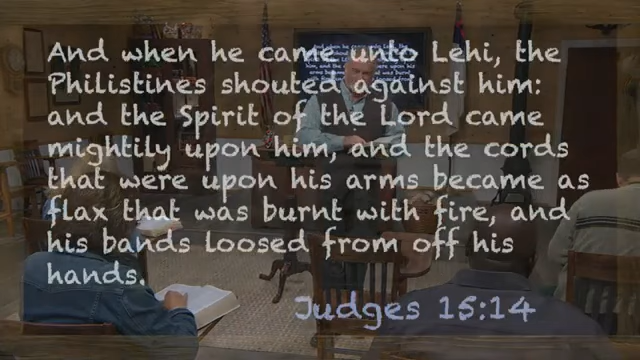 And when he came unto Lehi, the
Philistines shouted against him:
and the Spirit of the Lord came
mightily upon him, and the cords
that were upon his arms became as
flax that was burnt with fire, and
his bands loosed from off his
hands.
Judges 15:14